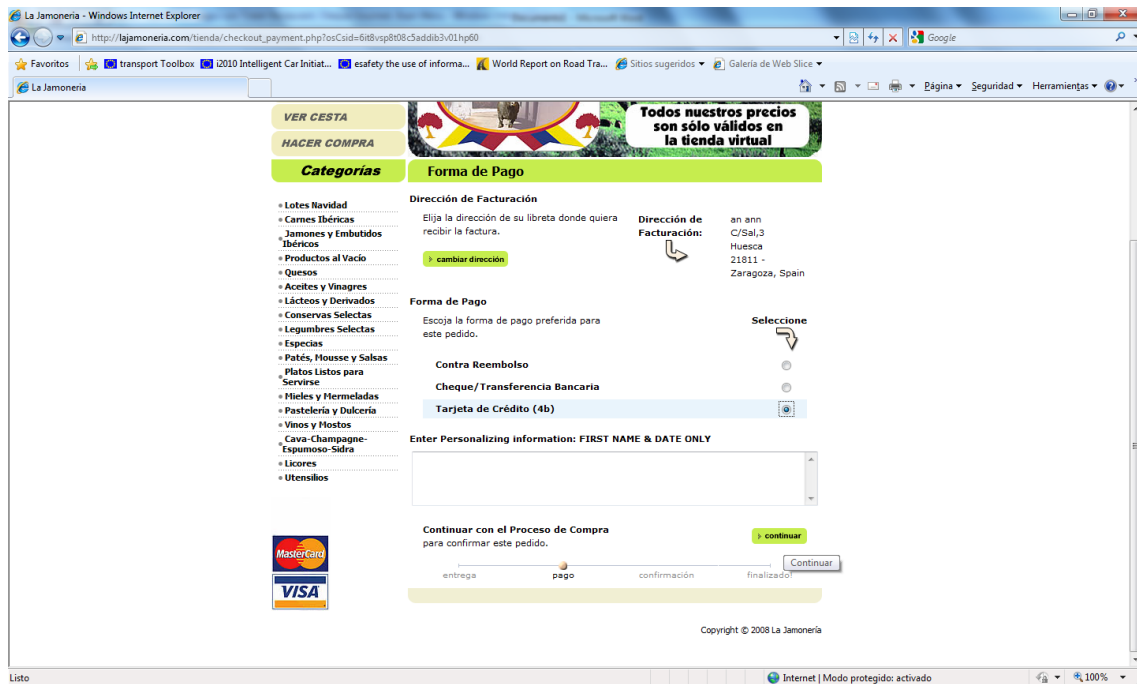 La Jamoneria - Windows Internet Explorer
http://lajamoneria.com/tienda/checkout_payment.php?osCsid=6it8vsp8t08c5addib3v01hp60
Google
Favoritos
transport Toolbox
i2010 Intelligent Car Initiat...
esafety the use of informa...
World Report on Road Tra...
Sitios sugeridos
Galería de Web Slice
La Jamoneria
Página
Seguridad
Herramientas
VER CESTA
HACER COMPRA
Todos nuestros precios
son sólo válidos en
la tienda virtual
Categorías
Forma de Pago
Lotes Navidad
Carnes Ibéricas
Jamones y Embutidos
Ibéricos
Productos al Vacío
Quesos
Aceites y Vinagres
Lácteos y Derivados
Conservas Selectas
Legumbres Selectas
Especias
Patés, Mousse y Salsas
Platos Listos para
Servirse
Mieles y Mermeladas
Pastelería y Dulcería
Vinos y Mostos
Cava-Champagne-
Espumoso-Sidra
Licores
Utensilios
MasterCard
VISA
Dirección de Facturación
Elija la dirección de su libreta donde quiera
recibir la factura.
cambiar dirección
Dirección de
Facturación:
an ann
C/Sal,3
Huesca
21811 -
Zaragoza, Spain
Forma de Pago
Escoja la forma de pago preferida para
este pedido.
Seleccione
Contra Reembolso
Cheque/Transferencia Bancaria
Tarjeta de Crédito (4b)
Enter Personalizing information: FIRST NAME & DATE ONLY
Continuar con el Proceso de Compra
para confirmar este pedido.
continuar
Continuar
entrega
pago
confirmación
finalizado!
Copyright © 2008 La Jamonería
Listo
Internet | Modo protegido: activado
100%